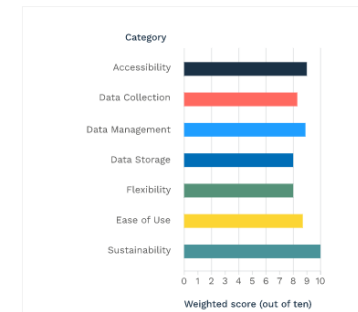 Category
Accessibility
Data Collection
Data Management
Data Storage
Flexibility
Ease of Use
Sustainability
0 1 2 3 4 5 6 7 8 9 10
Weighted score (out of ten)